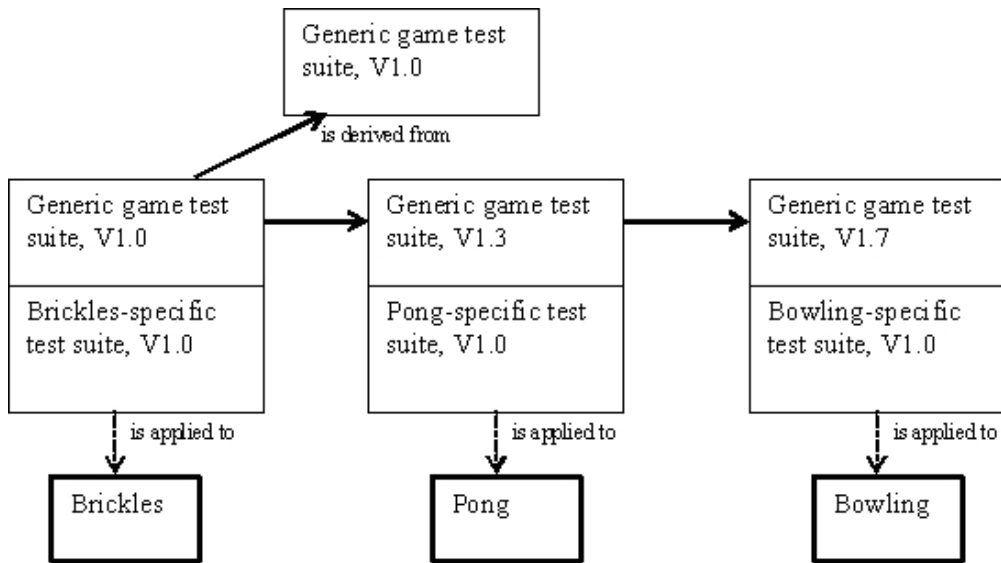 Generic game test
suite, V1.0
is derived from
Generic game test
suite, V1.0
Generic game test
suite, V1.3
Generic game test
suite, V1.7
Brickles-specific
test suite, V1.0
Pong-specific test
suite, V1.0
Bowling-specific
test suite, V1.0
is applied to
is applied to
is applied to
Brickles
Pong
Bowling